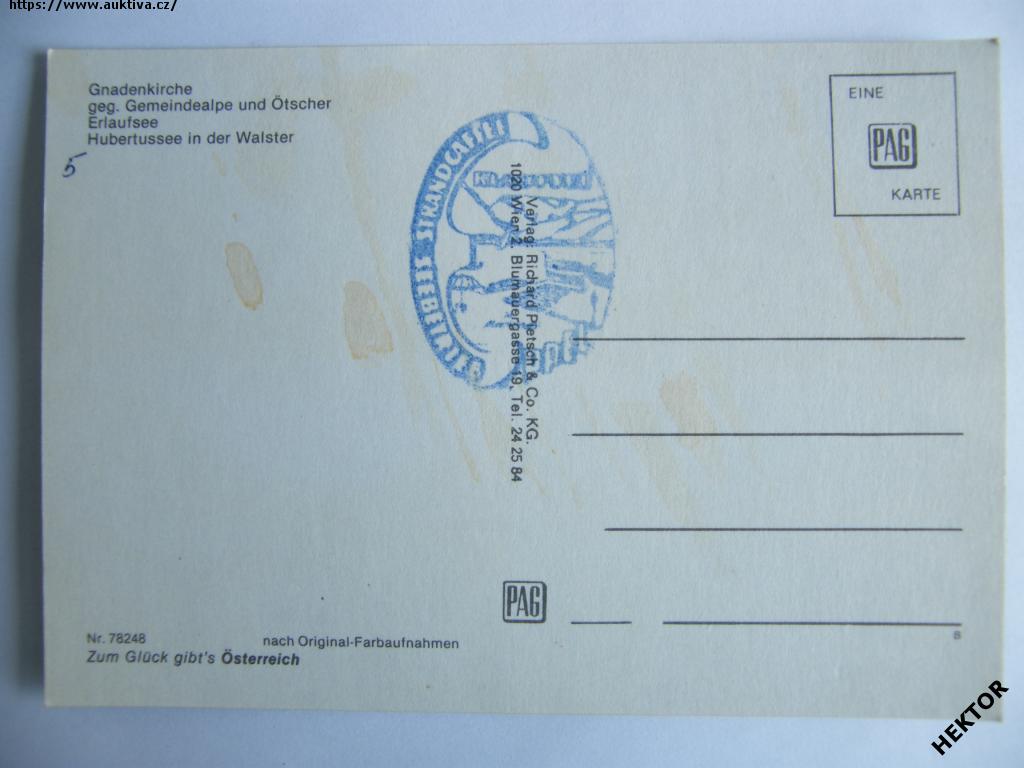 https://www.auktiva.cz/
Gnadenkirche
geg. Gemeindealpe und Ötscher
Erlaufsee
Hubertussee in der Walster
5
STRANDCAFFEE
Verlag: Richard Pietsch & Co. KG.
1020 Wien 2, Blumauergasse 19, Tel. 24 25 84
EINE
PAG
KARTE
PAG
Nr. 78248
nach Original-Farbaufnahmen
Zum Glück gibt's Österreich
8
HEKTOR